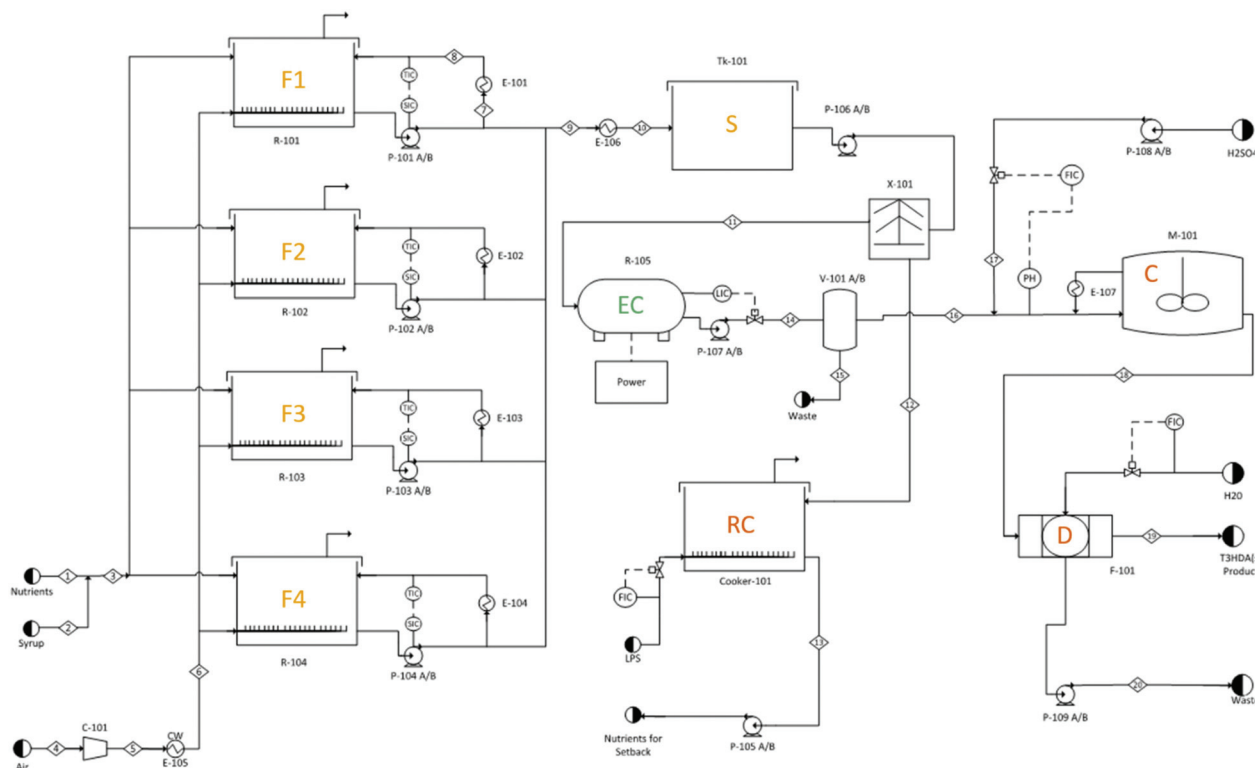 F1
R-101
TIC
SIC
P-101 A/B
8
E-101
7
F2
R-102
TIC
SIC
P-102 A/B
E-102
F3
R-103
TIC
SIC
P-103 A/B
E-103
F4
R-104
TIC
SIC
P-104 A/B
E-104
Nutrients
1
3
Syrup
2
6
Air
4
C-101
5
CW
E-105
9
E-106
10
Tk-101
S
P-106 A/B
X-101
11
R-105
EC
LIC
Power
P-107 A/B
14
V-101 A/B
15
Waste
16
12
RC
Cooker-101
FIC
LPS
13
Nutrients for
Setback
P-105 A/B
P-108 A/B
H2SO4
FIC
17
PH
E-107
M-101
C
18
FIC
H20
D
F-101
19
T3HDA(
Produc
P-109 A/B
20
Waste